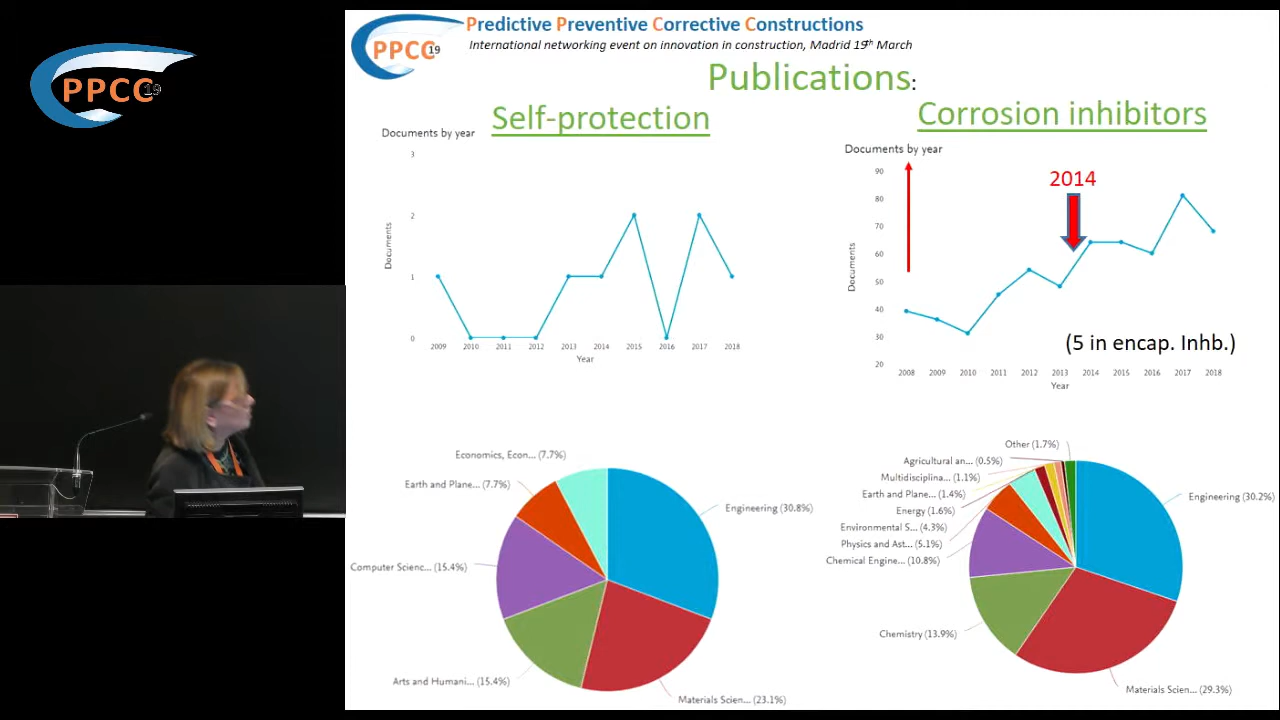 PPCC19
PPCC19
Predictive Preventive Corrective Constructions
International networking event on innovation in construction, Madrid 19th March
Publications:
Self-protection
Documents by year
3
2
1
0
Documents
2009 2010 2011 2012 2013 2014 2015 2016 2017 2018
Year
Corrosion inhibitors
Documents by year
90
80
70
60
50
40
30
20
Documents
2014
(5 in encap. Inhb.)
2008 2009 2010 2011 2012 2013 2014 2015 2016 2017 2018
Year
Economics, Econ... (7.7%)
Earth and Plane... (7.7%)
Computer Scienc... (15.4%)
Arts and Humani... (15.4%)
Engineering (30.8%)
Materials Scien... (23.1%)
Other (1.7%)
Agricultural an... (0.5%)
Multidisciplina... (1.1%)
Earth and Plane... (1.4%)
Energy (1.6%)
Environmental S... (4.3%)
Physics and Ast... (5.1%)
Chemical Engine... (10.8%)
Chemistry (13.9%)
Engineering (30.2%)
Materials Scien... (29.3%)